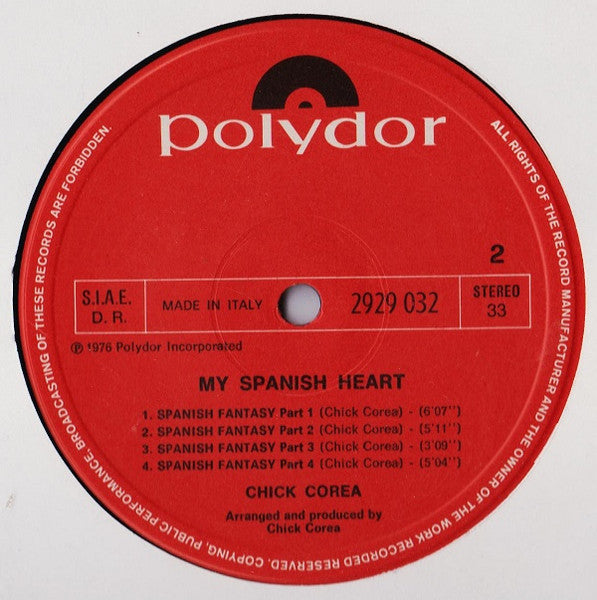 polydor
2
S.I.A.E.
D. R.
MADE IN ITALY
2929 032
STEREO
33
℗ 1976 Polydor Incorporated
MY SPANISH HEART
1. SPANISH FANTASY Part 1 (Chick Corea) - (6'07'')
2. SPANISH FANTASY Part 2 (Chick Corea) - (5'11'')
3. SPANISH FANTASY Part 3 (Chick Corea) - (3'09'')
4. SPANISH FANTASY Part 4 (Chick Corea) - (5'04'')
CHICK COREA
Arranged and produced by
Chick Corea
ALL RIGHTS OF THE RECORD MANUFACTURER AND THE OWNER OF THE WORK RECORDED RESERVED. COPYING, PUBLIC PERFORMANCE, BROADCASTING OF THESE RECORDS ARE FORBIDDEN.